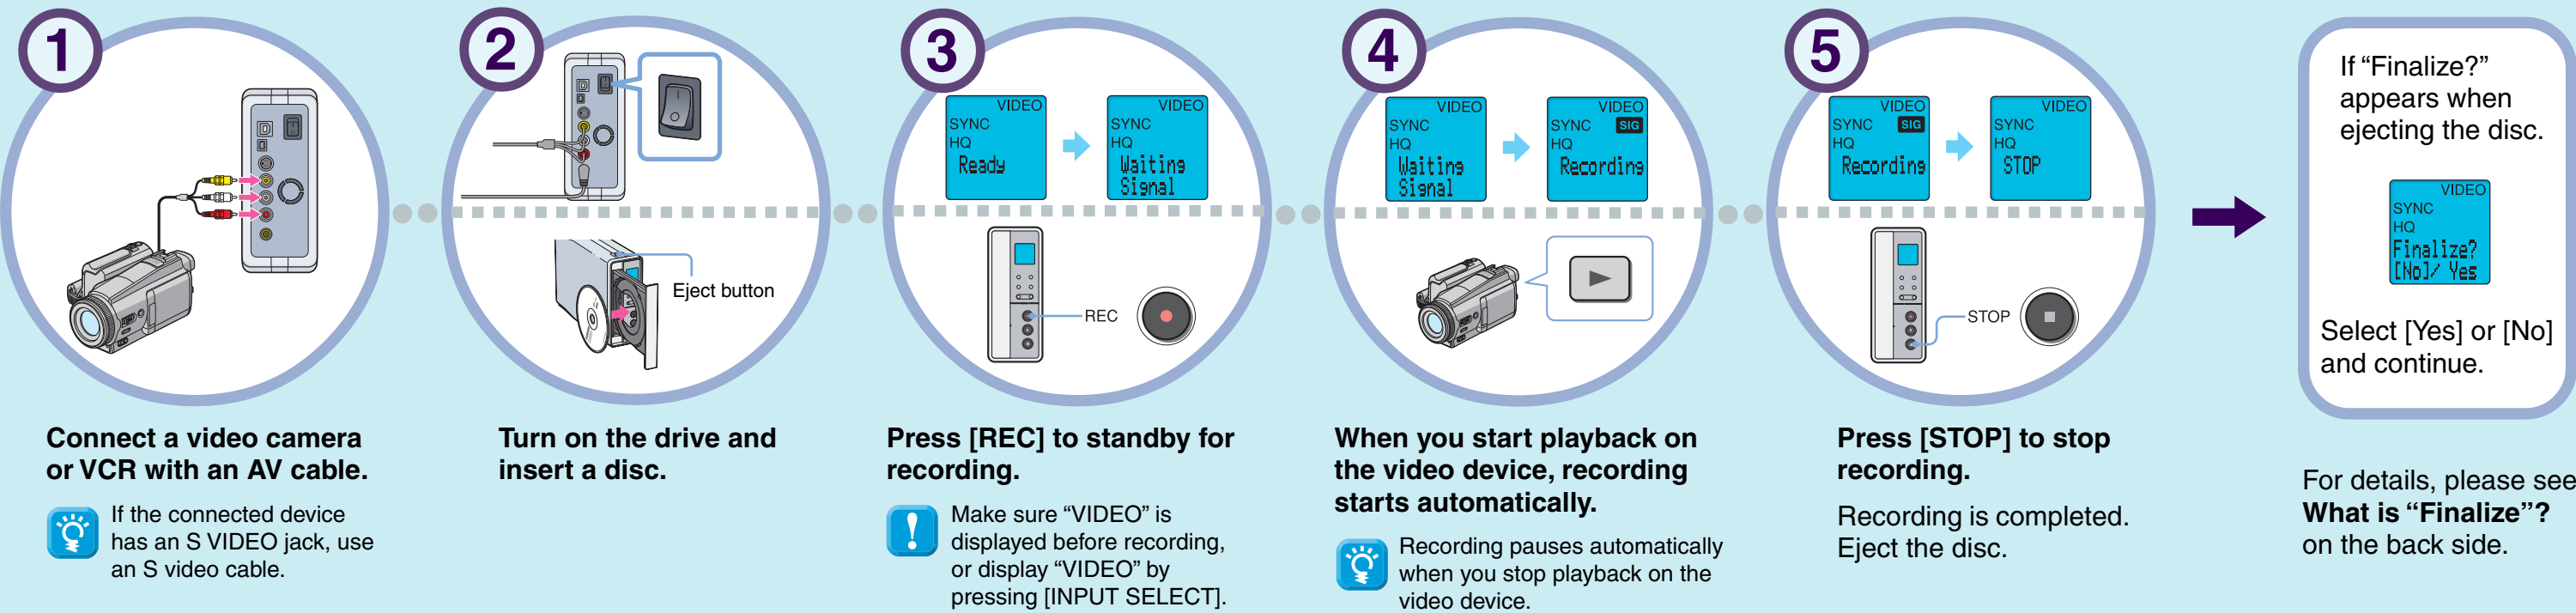 1
Connect a video camera
or VCR with an AV cable.
If the connected device
has an S VIDEO jack, use
an S video cable.
2
Eject button
Turn on the drive and
insert a disc.
3
VIDEO
SYNC
HQ
Ready
VIDEO
SYNC
HQ
Waiting
Signal
REC
Press [REC] to standby for
recording.
Make sure “VIDEO” is
displayed before recording,
or display “VIDEO” by
pressing [INPUT SELECT].
4
VIDEO
SYNC
HQ
Waiting
Signal
VIDEO
SYNC SIG
HQ
Recording
When you start playback on
the video device, recording
starts automatically.
Recording pauses automatically
when you stop playback on the
video device.
5
VIDEO
SYNC SIG
HQ
Recording
VIDEO
SYNC
HQ
STOP
STOP
Press [STOP] to stop
recording.
Recording is completed.
Eject the disc.
If “Finalize?”
appears when
ejecting the disc.
VIDEO
SYNC
HQ
Finalize?
[No]/ Yes
Select [Yes] or [No]
and continue.
For details, please see
What is “Finalize”?
on the back side.